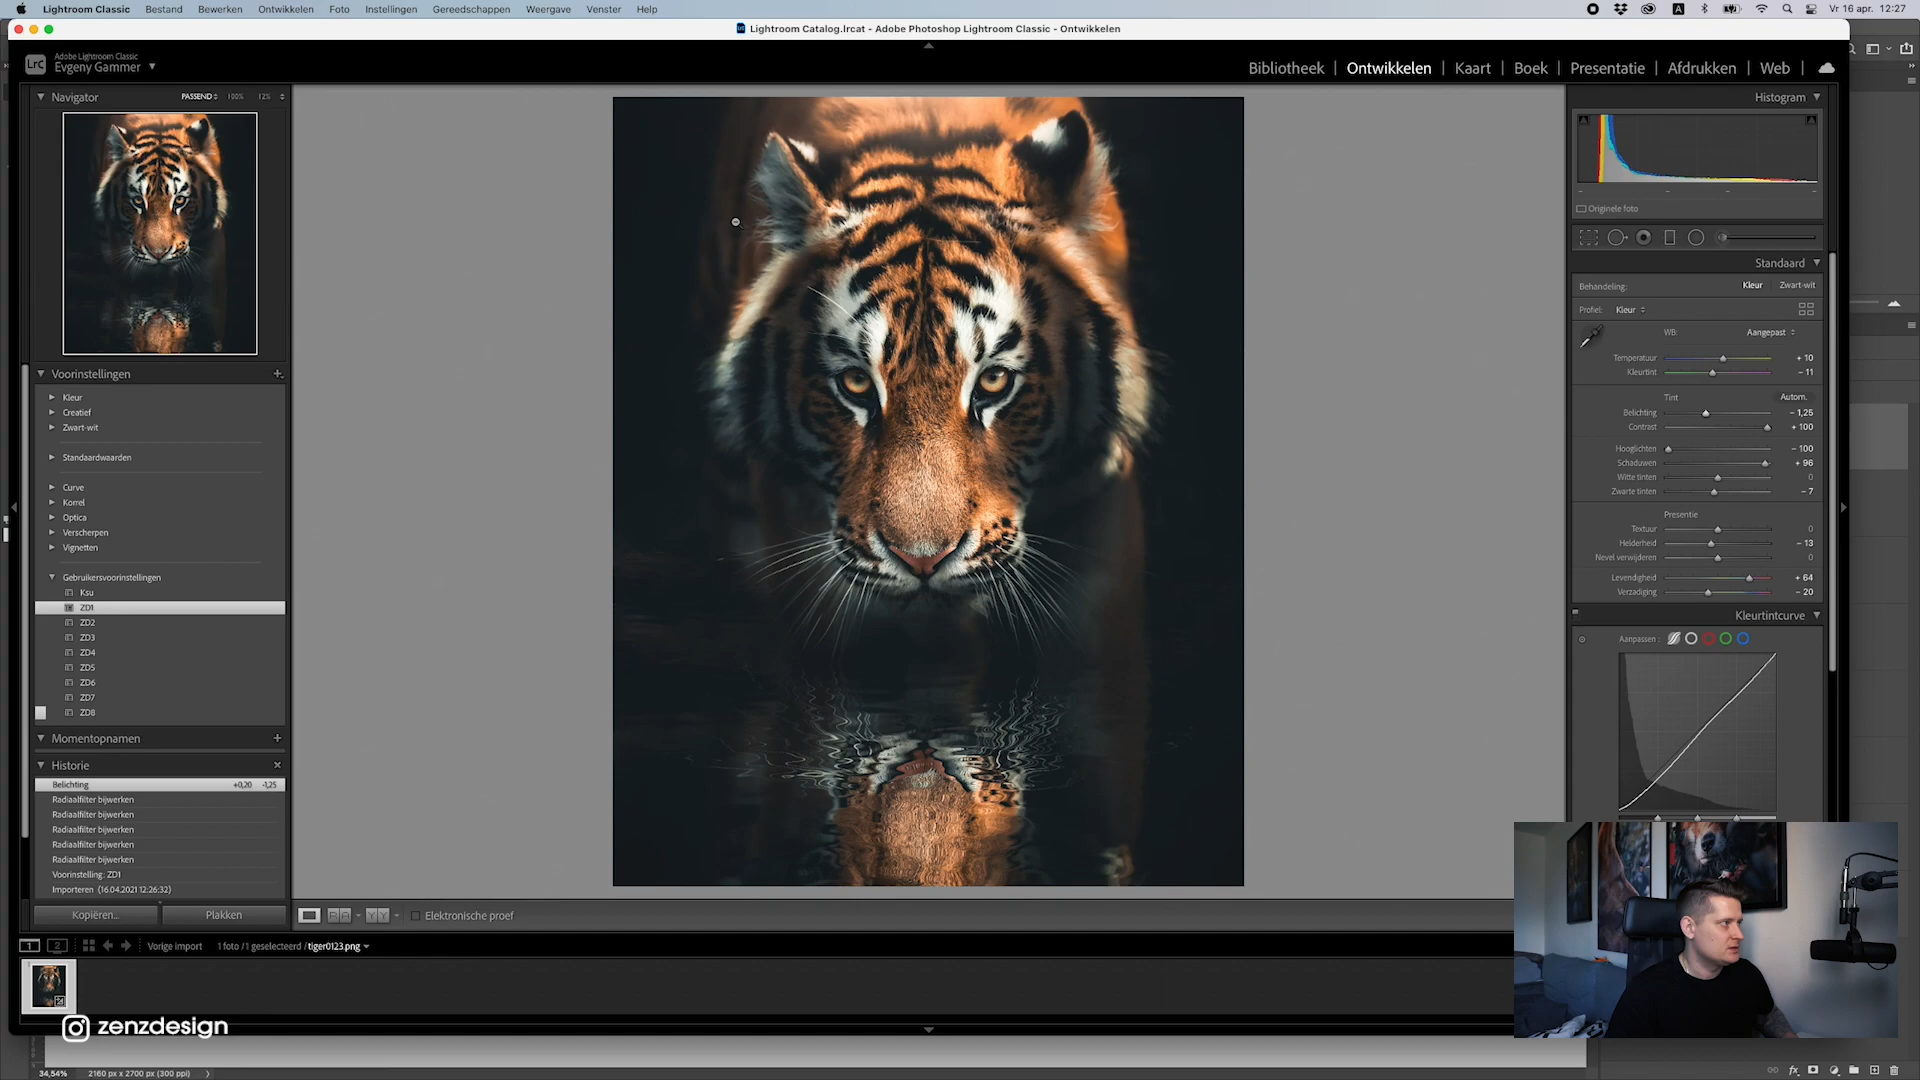 Lightroom Classic Bestand Bewerken Ontwikkelen Foto Instellingen Gereedschappen Weergave Venster Help
Vr 16 apr. 12:27
Lightroom Catalog.lrcat - Adobe Photoshop Lightroom Classic - Ontwikkelen
LrC
Adobe Lightroom Classic
Evgeny Gammer
Bibliotheek | Ontwikkelen | Kaart | Boek | Presentatie | Afdrukken | Web |
Navigator PASSEND 100% 12%
Voorinstellingen
Kleur
Creatief
Zwart-wit
Standaardwaarden
Curve
Korrel
Optica
Verscherpen
Vignetten
Gebruikersvoorinstellingen
Ksu
ZD1
ZD2
ZD3
ZD4
ZD5
ZD6
ZD7
ZD8
Momentopnamen
Historie
Belichting +0,20 -1,25
Radiaalfilter bijwerken
Radiaalfilter bijwerken
Radiaalfilter bijwerken
Radiaalfilter bijwerken
Radiaalfilter bijwerken
Voorinstelling: ZD1
Importeren (16.04.2021 12:26:32)
Kopiëren... Plakken
Elektronische proef
Histogram
Originele foto
Standaard
Behandeling: Kleur Zwart-wit
Profiel: Kleur
WB: Aangepast
Temperatuur + 10
Kleurtint − 11
Tint Autom.
Belichting − 1,25
Contrast + 100
Hooglichten − 100
Schaduwen + 96
Witte tinten 0
Zwarte tinten − 7
Presentie
Textuur 0
Helderheid − 13
Nevel verwijderen 0
Levendigheid + 64
Verzadiging − 20
Kleurtintcurve
Aanpassen :
1 2 Vorige import 1 foto /1 geselecteerd /tiger0123.png
zenzdesign
34,54% 2160 px x 2700 px (300 ppi)